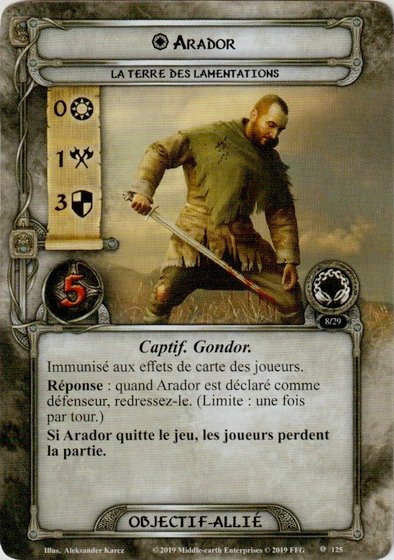 Arador
LA TERRE DES LAMENTATIONS
0
1
3
5
8/29
Captif. Gondor.
Immunisé aux effets de carte des joueurs.
Réponse : quand Arador est déclaré comme
défenseur, redressez-le. (Limite : une fois
par tour.)
Si Arador quitte le jeu, les joueurs perdent
la partie.
OBJECTIF-ALLIÉ
Illus. Aleksander Karcz ©2019 Middle-earth Enterprises © 2019 FFG 125